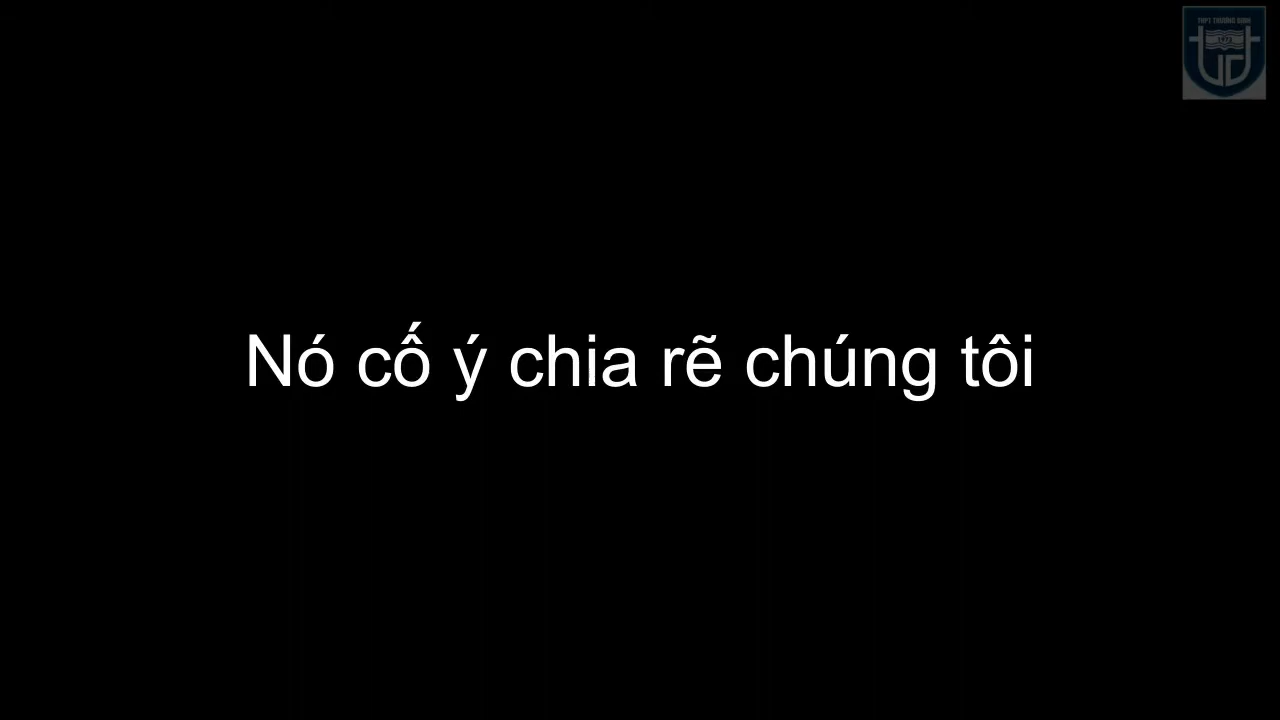 Nó cố ý chia rẽ chúng tôi